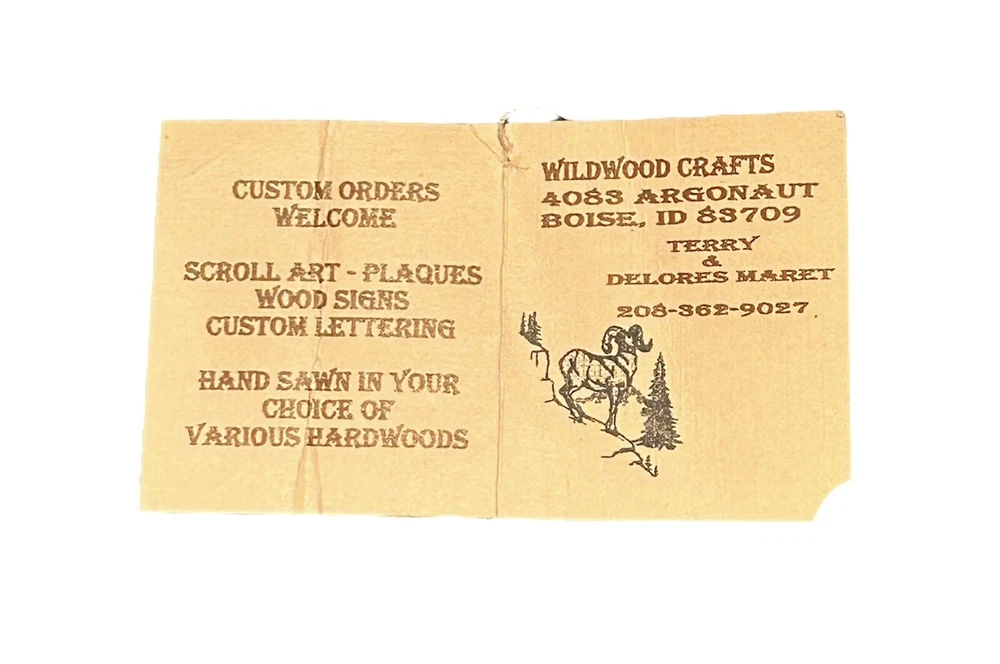 CUSTOM ORDERS
WELCOME
SCROLL ART - PLAQUES
WOOD SIGNS
CUSTOM LETTERING
HAND SAWN IN YOUR
CHOICE OF
VARIOUS HARDWOODS
WILDWOOD CRAFTS
4083 ARGONAUT
BOISE, ID 83709
TERRY
&
DELORES MARET
208-362-9027